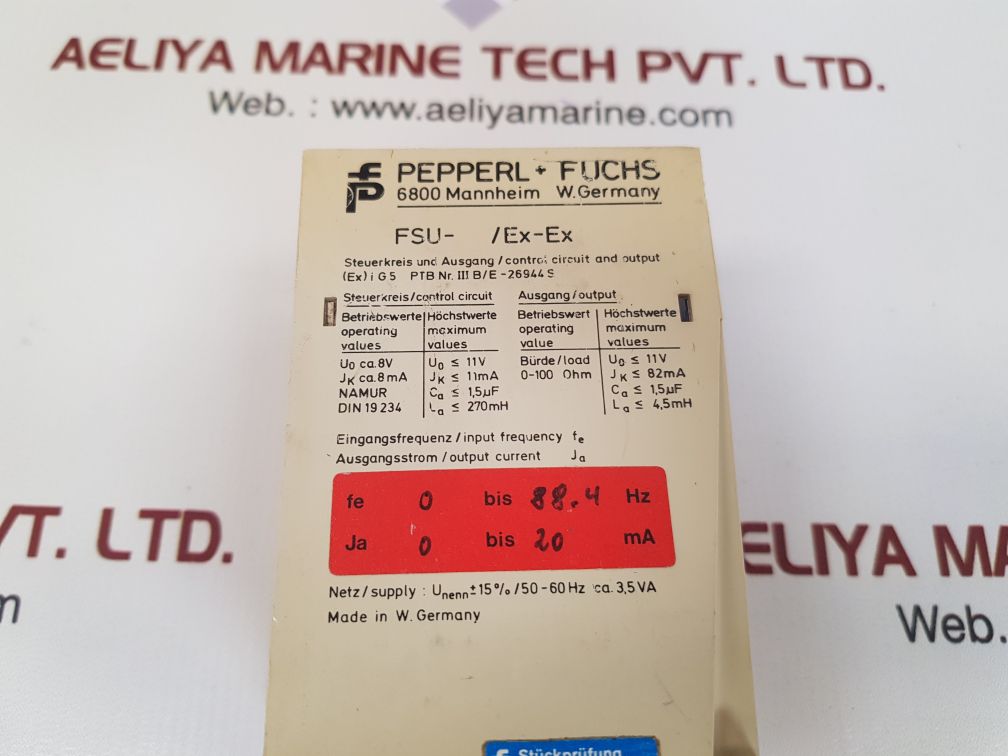 AELIYA MARINE TECH PVT. LTD.
Web. : www.aeliyamarine.com
PEPPERL + FUCHS
6800 Mannheim W. Germany
FSU- /Ex-Ex
Steuerkreis und Ausgang / control circuit and output
(Ex) i G5 PTB Nr. III B/E -26944 S
Steuerkreis/control circuit
Betriebswerte Höchstwerte
operating maximum
values values
U₀ ca. 8V U₀ ≤ 11V
JK ca. 8mA JK ≤ 11mA
NAMUR Ca ≤ 1,5µF
DIN 19 234 La ≤ 270mH
Ausgang/output
Betriebswert Höchstwerte
operating maximum
value values
Bürde/load U₀ ≤ 11V
0-100 Ohm JK ≤ 82mA
Ca ≤ 1,5µF
La ≤ 4,5mH
Eingangsfrequenz / input frequency fe
Ausgangsstrom / output current Ja
fe 0 bis 88.4 Hz
Ja 0 bis 20 mA
Netz/supply : Unenn ±15% / 50-60 Hz ca. 3,5VA
Made in W. Germany
Stückprüfung
VT. LTD.
m
ELIYA MA
Web.